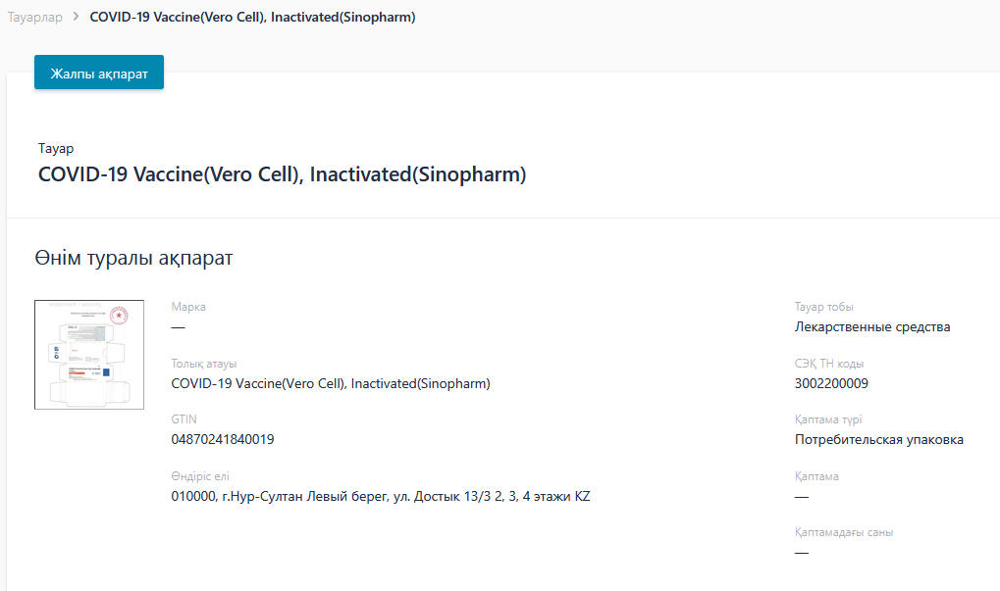 Тауарлар > COVID-19 Vaccine(Vero Cell), Inactivated(Sinopharm)
Жалпы ақпарат
Тауар
COVID-19 Vaccine(Vero Cell), Inactivated(Sinopharm)
Өнім туралы ақпарат
Марка
—
Толық атауы
COVID-19 Vaccine(Vero Cell), Inactivated(Sinopharm)
GTIN
04870241840019
Өндіріс елі
010000, г.Нур-Султан Левый берег, ул. Достык 13/3 2, 3, 4 этажи KZ
Тауар тобы
Лекарственные средства
СЭҚ ТН коды
3002200009
Қаптама түрі
Потребительская упаковка
Қаптама
—
Қаптамадағы саны
—